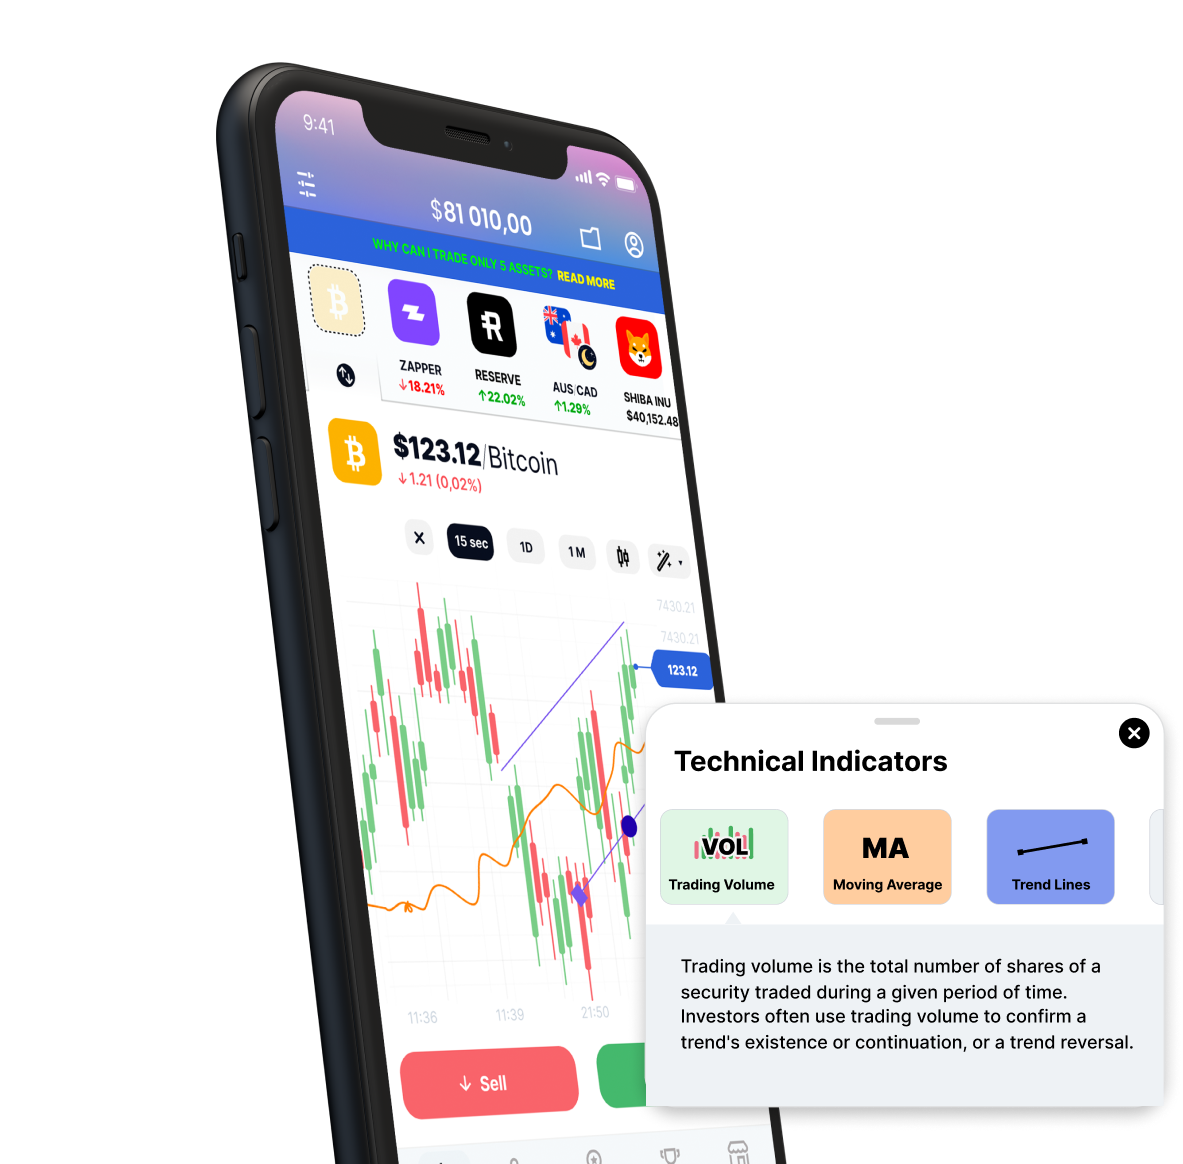 9:41
$81 010,00
WHY CAN I TRADE ONLY 5 ASSETS? READ MORE
ZAPPER
↓18.21%
RESERVE
↑22.02%
AUS/CAD
↑1.29%
SHIBA INU
$40,152.48
$123.12/Bitcoin
↓1.21 (0,02%)
X
15 sec
1D
1 M
7430.21
7430.21
123.12
11:36
11:39
21:50
↓ Sell
Technical Indicators
VOL
Trading Volume
MA
Moving Average
Trend Lines
Trading volume is the total number of shares of a
security traded during a given period of time.
Investors often use trading volume to confirm a
trend's existence or continuation, or a trend reversal.